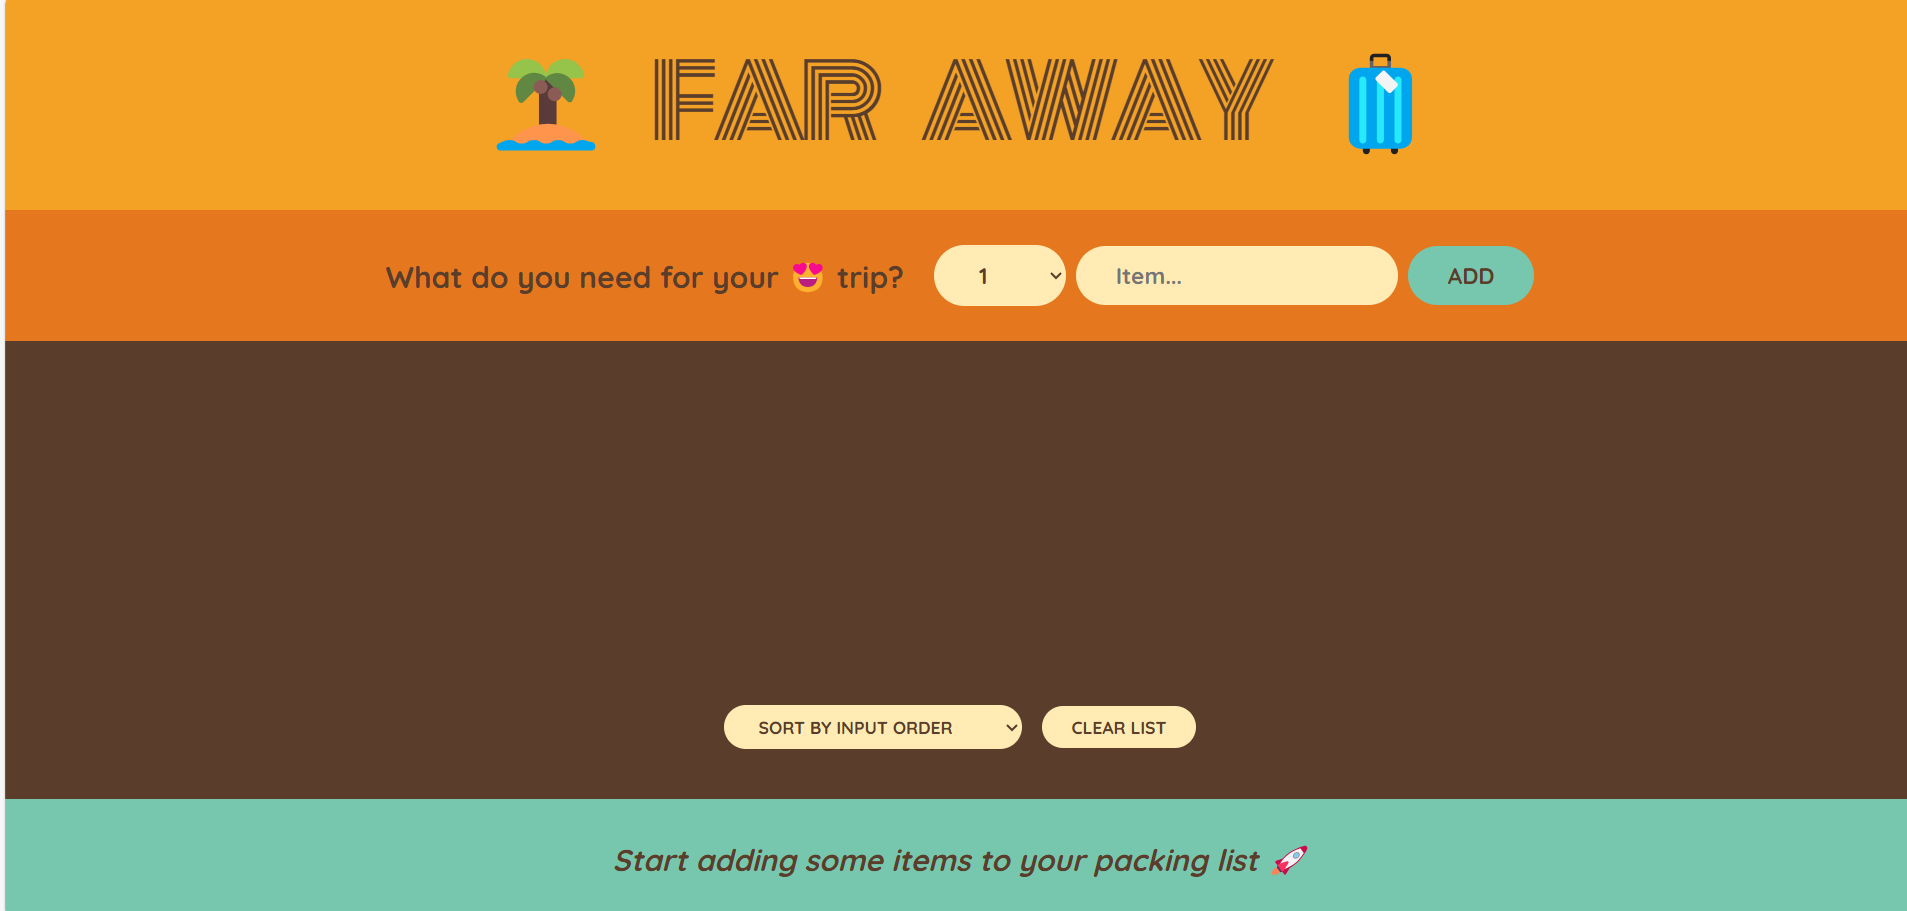 🌴 FAR AWAY 🧳
What do you need for your 😍 trip? 1 Item... ADD
SORT BY INPUT ORDER CLEAR LIST
Start adding some items to your packing list 🚀